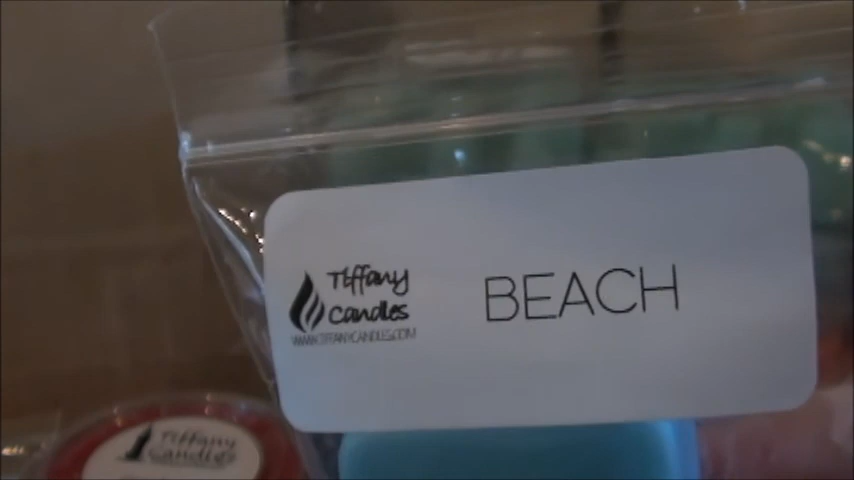 Tiffany
Candles
WWW.TIFFANYCANDLES.COM
BEACH
Tiffany
Candles